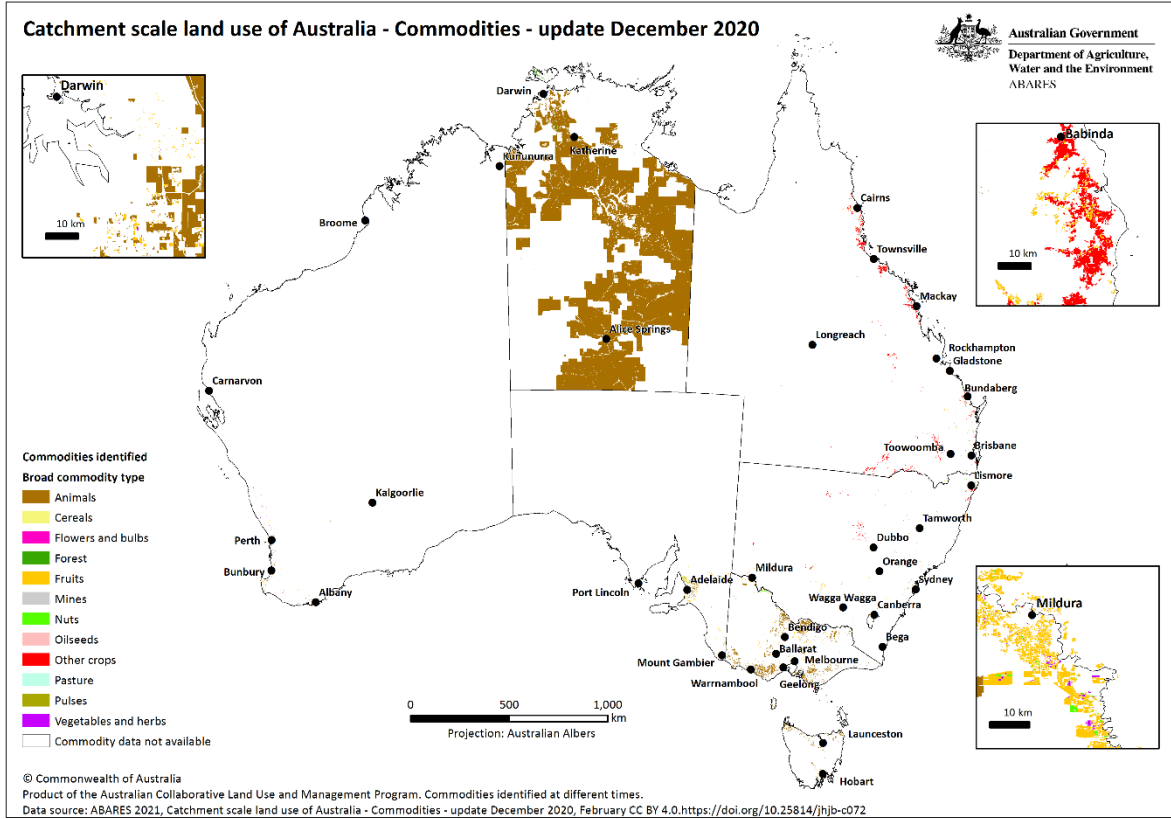 Catchment scale land use of Australia - Commodities - update December 2020
Australian Government
Department of Agriculture,
Water and the Environment
ABARES
Darwin
10 km
Babinda
10 km
Mildura
10 km
Darwin
Katherine
Kununurra
Broome
Cairns
Townsville
Mackay
Alice Springs
Longreach
Rockhampton
Gladstone
Carnarvon
Bundaberg
Toowoomba
Brisbane
Lismore
Kalgoorlie
Tamworth
Perth
Dubbo
Orange
Bunbury
Albany
Port Lincoln
Adelaide
Mildura
Sydney
Wagga Wagga
Canberra
Bendigo
Bega
Ballarat
Mount Gambier
Melbourne
Warrnambool
Geelong
Launceston
Hobart
Commodities identified
Broad commodity type
Animals
Cereals
Flowers and bulbs
Forest
Fruits
Mines
Nuts
Oilseeds
Other crops
Pasture
Pulses
Vegetables and herbs
Commodity data not available
0 500 1,000
km
Projection: Australian Albers
© Commonwealth of Australia
Product of the Australian Collaborative Land Use and Management Program. Commodities identified at different times.
Data source: ABARES 2021, Catchment scale land use of Australia - Commodities - update December 2020, February CC BY 4.0.https://doi.org/10.25814/jhjb-c072